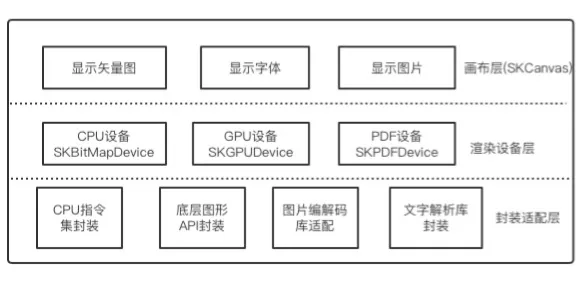 显示矢量图
显示字体
显示图片
画布层(SKCanvas)
CPU设备
SKBitMapDevice
GPU设备
SKGPUDevice
PDF设备
SKPDFDevice
渲染设备层
CPU指令
集封装
底层图形
API封装
图片编解码
库适配
文字解析库
封装
封装适配层